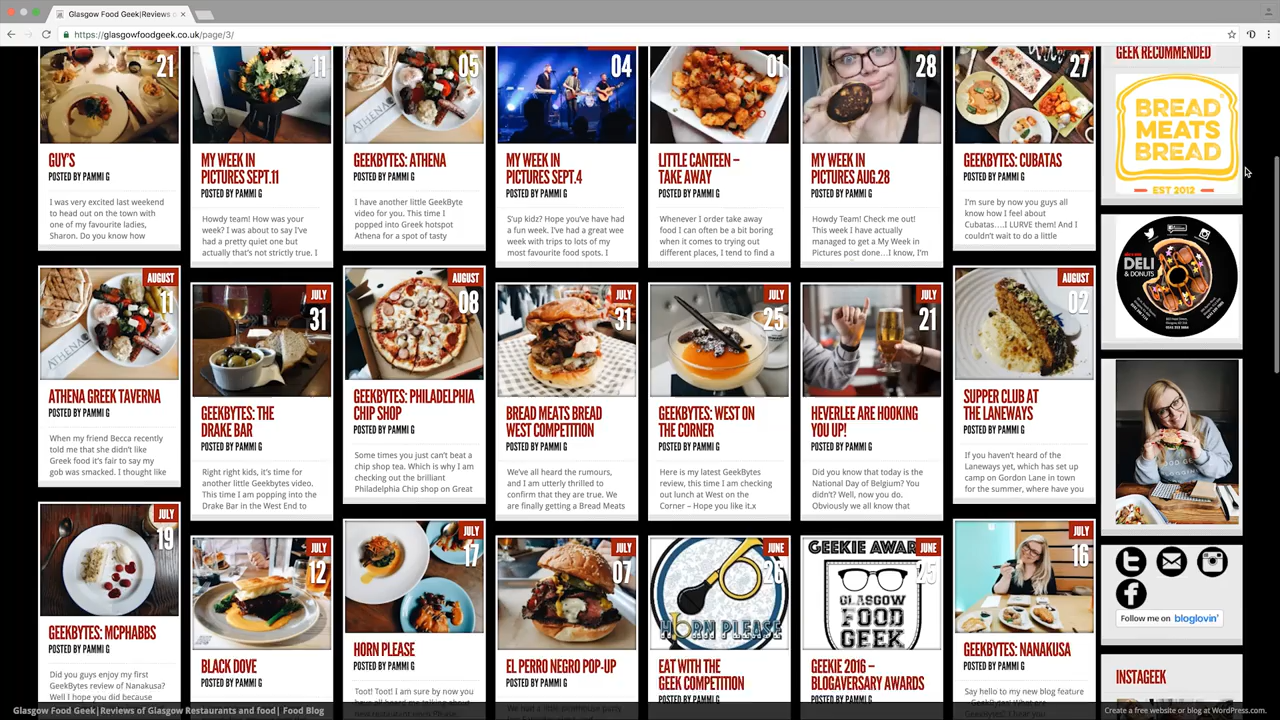 Glasgow Food Geek|Reviews o
https://glasgowfoodgeek.co.uk/page/3/
21
GUY'S
POSTED BY PAMMI G
I was very excited last weekend
to head out on the town with
one of my favourite ladies,
Sharon. Do you know how
11
MY WEEK IN
PICTURES SEPT.11
POSTED BY PAMMI G
Howdy team! How was your
week? I was about to say I've
had a pretty quiet one but
actually that's not strictly true. I
05
ATHENA
GEEKBYTES: ATHENA
POSTED BY PAMMI G
I have another little GeekByte
video for you. This time I
popped into Greek hotspot
Athena for a spot of tasty
04
MY WEEK IN
PICTURES SEPT.4
POSTED BY PAMMI G
S'up kidz? Hope you've have had
a fun week. I've had a great wee
week with trips to lots of my
most favourite food spots. I
01
LITTLE CANTEEN –
TAKE AWAY
POSTED BY PAMMI G
Whenever I order take away
food I can often be a bit boring
when it comes to trying out
different places, I tend to find a
28
MY WEEK IN
PICTURES AUG.28
POSTED BY PAMMI G
Howdy Team! Check me out!
This week I have actually
managed to get a My Week in
Pictures post done…I know, I'm
27
GEEKBYTES: CUBATAS
POSTED BY PAMMI G
I'm sure by now you guys all
know how I feel about
Cubatas….I LURVE them! And I
couldn't wait to do a little
AUGUST
11
ATHENA
ATHENA GREEK TAVERNA
POSTED BY PAMMI G
When my friend Becca recently
told me that she didn't like
Greek food it's fair to say my
gob was smacked. I thought like
JULY
31
GEEKBYTES: THE
DRAKE BAR
POSTED BY PAMMI G
Right right kids, it's time for
another little Geekbytes video.
This time I am popping into the
Drake Bar in the West End to
AUGUST
08
GEEKBYTES: PHILADELPHIA
CHIP SHOP
POSTED BY PAMMI G
Some times you just can't beat a
chip shop tea. Which is why I am
checking out the brilliant
Philadelphia Chip shop on Great
JULY
31
BREAD MEATS BREAD
WEST COMPETITION
POSTED BY PAMMI G
We've all heard the rumours,
and I am utterly thrilled to
confirm that they are true. We
are finally getting a Bread Meats
JULY
25
GEEKBYTES: WEST ON
THE CORNER
POSTED BY PAMMI G
Here is my latest GeekBytes
review, this time I am checking
out lunch at West on the
Corner – Hope you like it.x
JULY
21
HEVERLEE ARE HOOKING
YOU UP!
POSTED BY PAMMI G
Did you know that today is the
National Day of Belgium? You
didn't? Well, now you do.
Obviously we all know that
AUGUST
02
SUPPER CLUB AT
THE LANEWAYS
POSTED BY PAMMI G
If you haven't heard of the
Laneways yet, which has set up
camp on Gordon Lane in town
for the summer, where have you
JULY
19
GEEKBYTES: MCPHABBS
POSTED BY PAMMI G
Did you guys enjoy my first
GeekBytes review of Nanakusa?
Well I hope you did because
JULY
12
BLACK DOVE
POSTED BY PAMMI G
JULY
17
HORN PLEASE
POSTED BY PAMMI G
Toot! Toot! I am sure by now you
JULY
07
EL PERRO NEGRO POP-UP
POSTED BY PAMMI G
JUNE
26
HORN PLEASE
EAT WITH THE
GEEK COMPETITION
POSTED BY PAMMI G
JUNE
25
GEEKIE AWAR
GLASGOW
FOOD
GEEK
GEEKIE 2016 –
BLOGAVERSARY AWARDS
POSTED BY PAMMI G
JULY
16
GEEKBYTES: NANAKUSA
POSTED BY PAMMI G
Say hello to my new blog feature
GEEK RECOMMENDED
BREAD
MEATS
BREAD
EST 2012
DELI
& DONUTS
Follow me on bloglovin'
INSTAGEEK
Glasgow Food Geek|Reviews of Glasgow Restaurants and food| Food Blog
Create a free website or blog at WordPress.com.